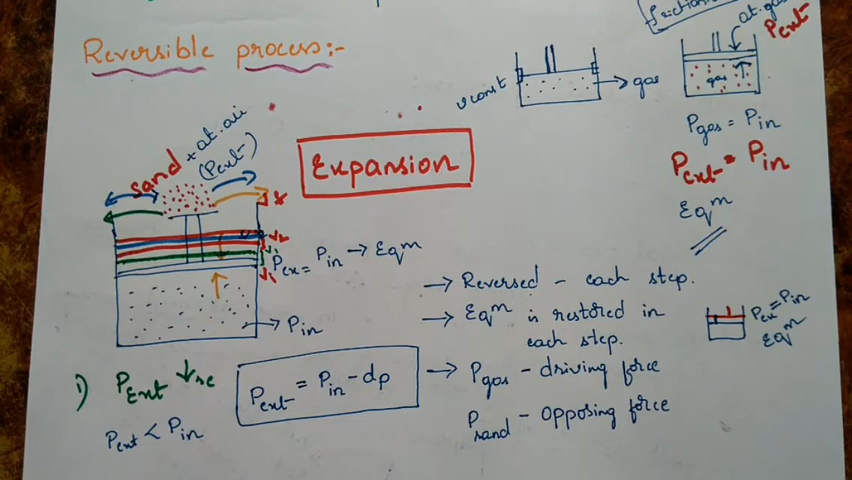 frictionl
Reversible process:-
at.gas
Pext-
gas
v const
gas
Pgas = Pin
Pext- = Pin
Eqm
sand + at. air
(Pext-)
Expansion
Pex = Pin → Eqm
→ Reversed - each step.
→ Eqm is restored in
each step.
Pex = Pin
Eqm
→ Pin
1) PExt ↓se
Pext- = Pin - dp
→ Pgas - driving force
Pext < Pin
Psand - opposing force